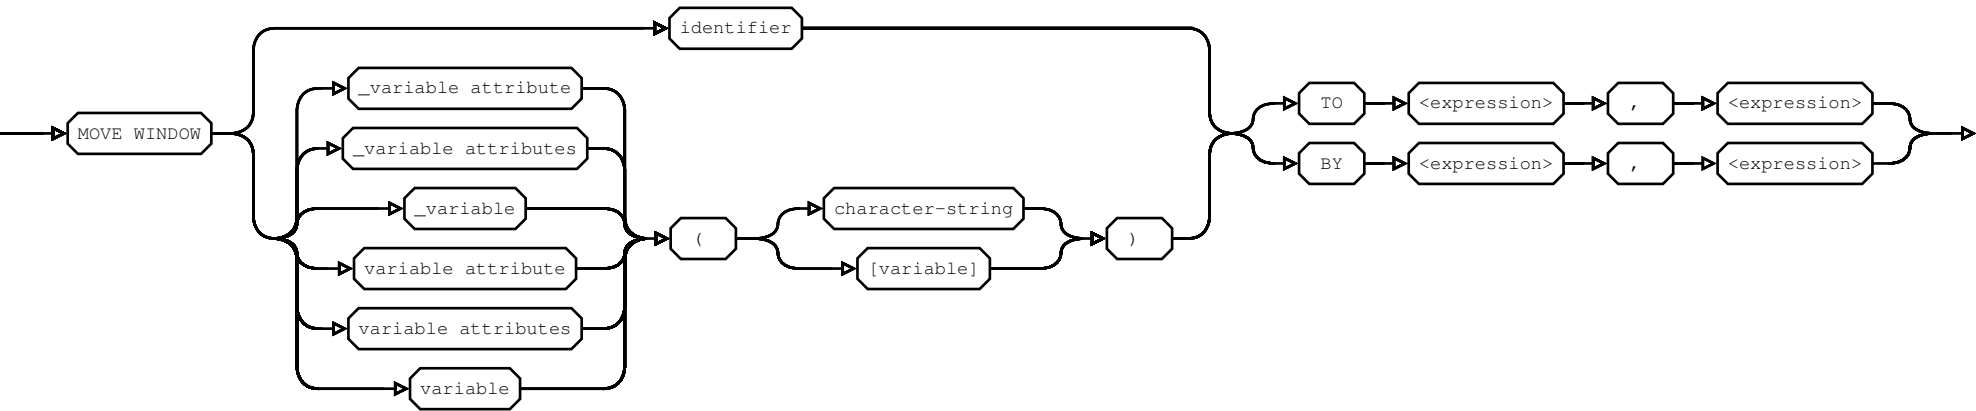 identifier
_variable attribute
TO <expression> , <expression>
MOVE WINDOW
_variable attributes
BY <expression> , <expression>
_variable
character-string
( )
variable attribute
[variable]
variable attributes
variable